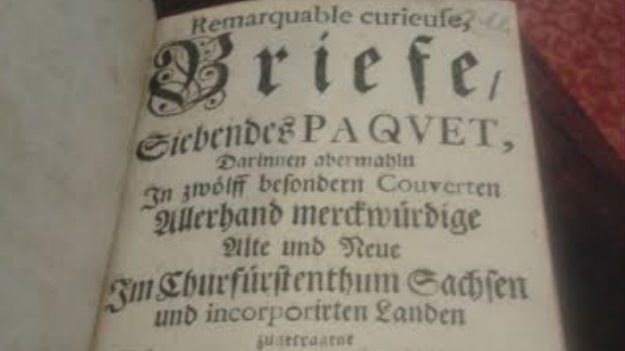 Remarquable curieuse,
Briefe,
Siebendes PAQVET,
Darinnen abermahln
In zwölff besondern Couverten
Allerhand merckwürdige
Alte und Neue
Im Churfürstenthum Sachsen
und incorporirten Landen
zugetragene